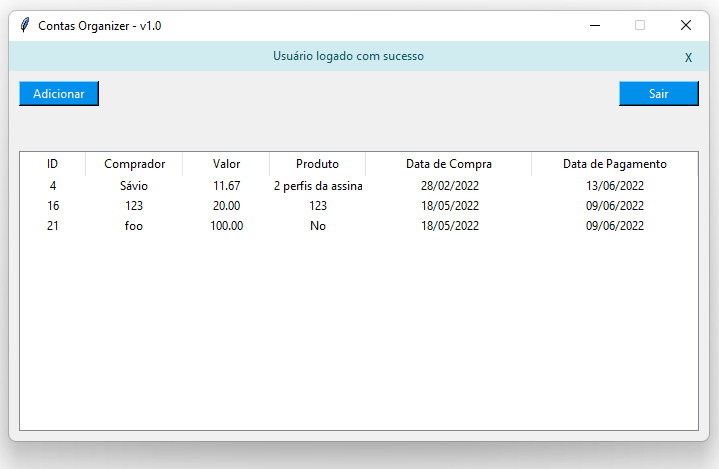 Contas Organizer - v1.0
Usuário logado com sucesso X
Adicionar Sair
ID Comprador Valor Produto Data de Compra Data de Pagamento
4 Sávio 11.67 2 perfis da assina 28/02/2022 13/06/2022
16 123 20.00 123 18/05/2022 09/06/2022
21 foo 100.00 No 18/05/2022 09/06/2022